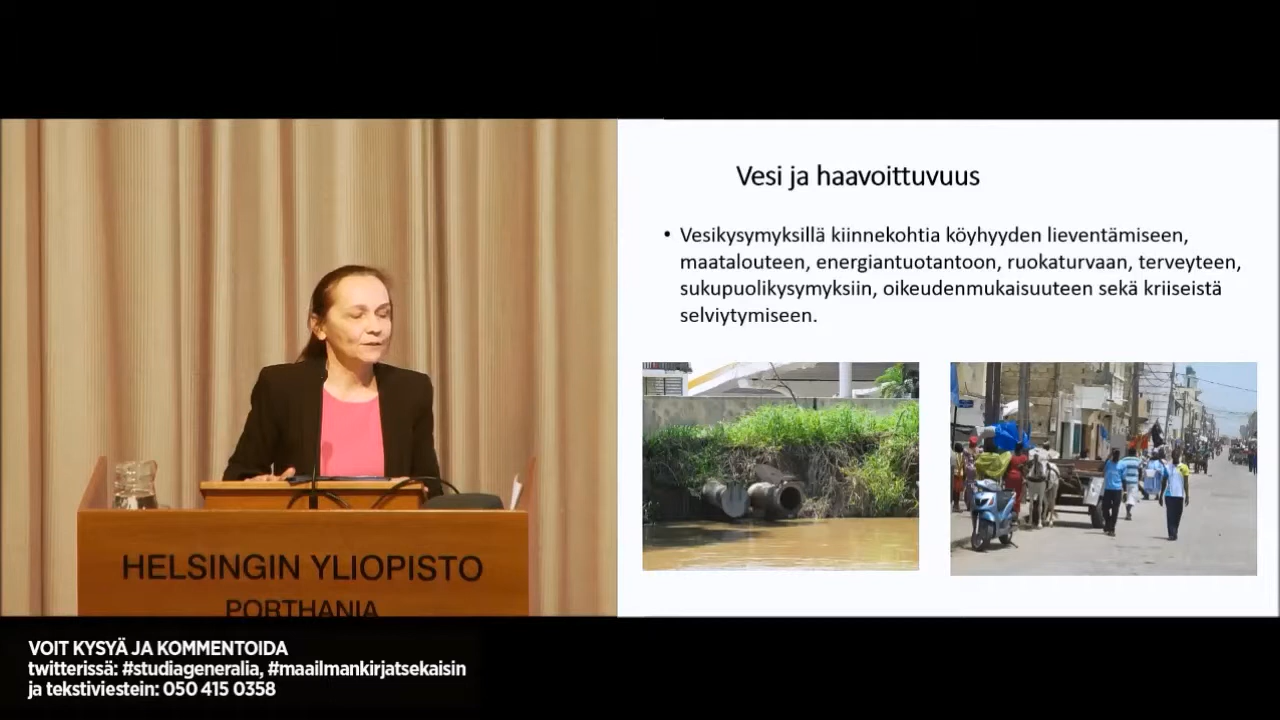 Vesi ja haavoittuvuus
• Vesikysymyksillä kiinnekohtia köyhyyden lieventämiseen,
maatalouteen, energiantuotantoon, ruokaturvaan, terveyteen,
sukupuolikysymyksiin, oikeudenmukaisuuteen sekä kriiseistä
selviytymiseen.
HELSINGIN YLIOPISTO
PORTHANIA
VOIT KYSYÄ JA KOMMENTOIDA
twitterissä: #studiageneralia, #maailmankirjatsekaisin
ja tekstiviestein: 050 415 0358